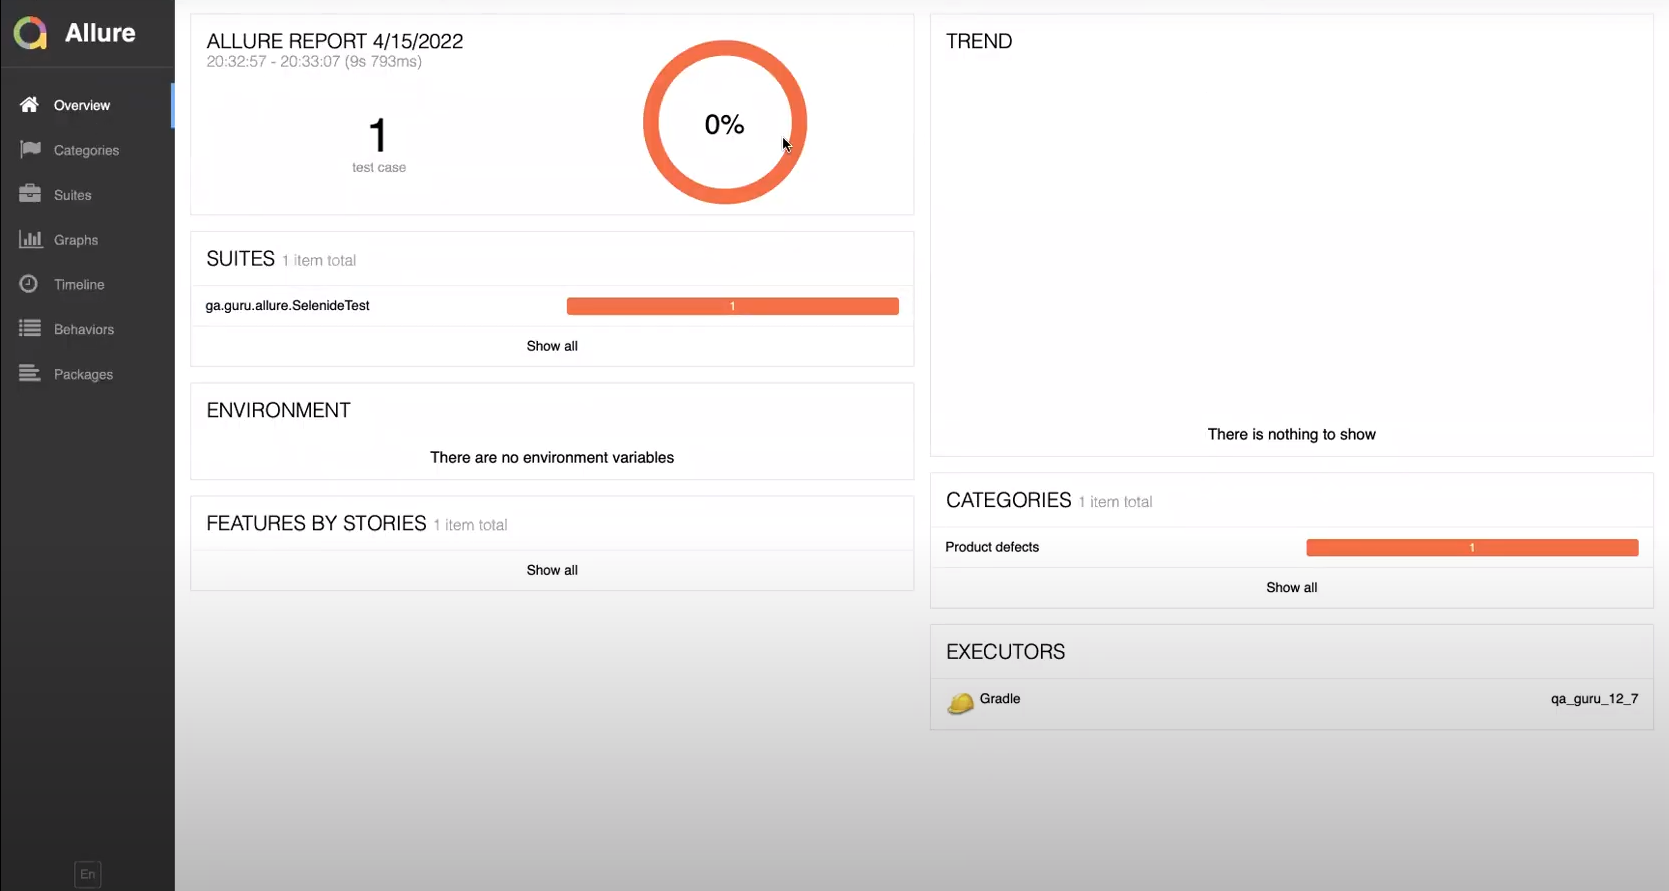 Allure
Overview
Categories
Suites
Graphs
Timeline
Behaviors
Packages
En
ALLURE REPORT 4/15/2022
20:32:57 - 20:33:07 (9s 793ms)
1
test case
0%
SUITES 1 item total
ga.guru.allure.SelenideTest 1
Show all
ENVIRONMENT
There are no environment variables
FEATURES BY STORIES 1 item total
Show all
TREND
There is nothing to show
CATEGORIES 1 item total
Product defects 1
Show all
EXECUTORS
Gradle qa_guru_12_7